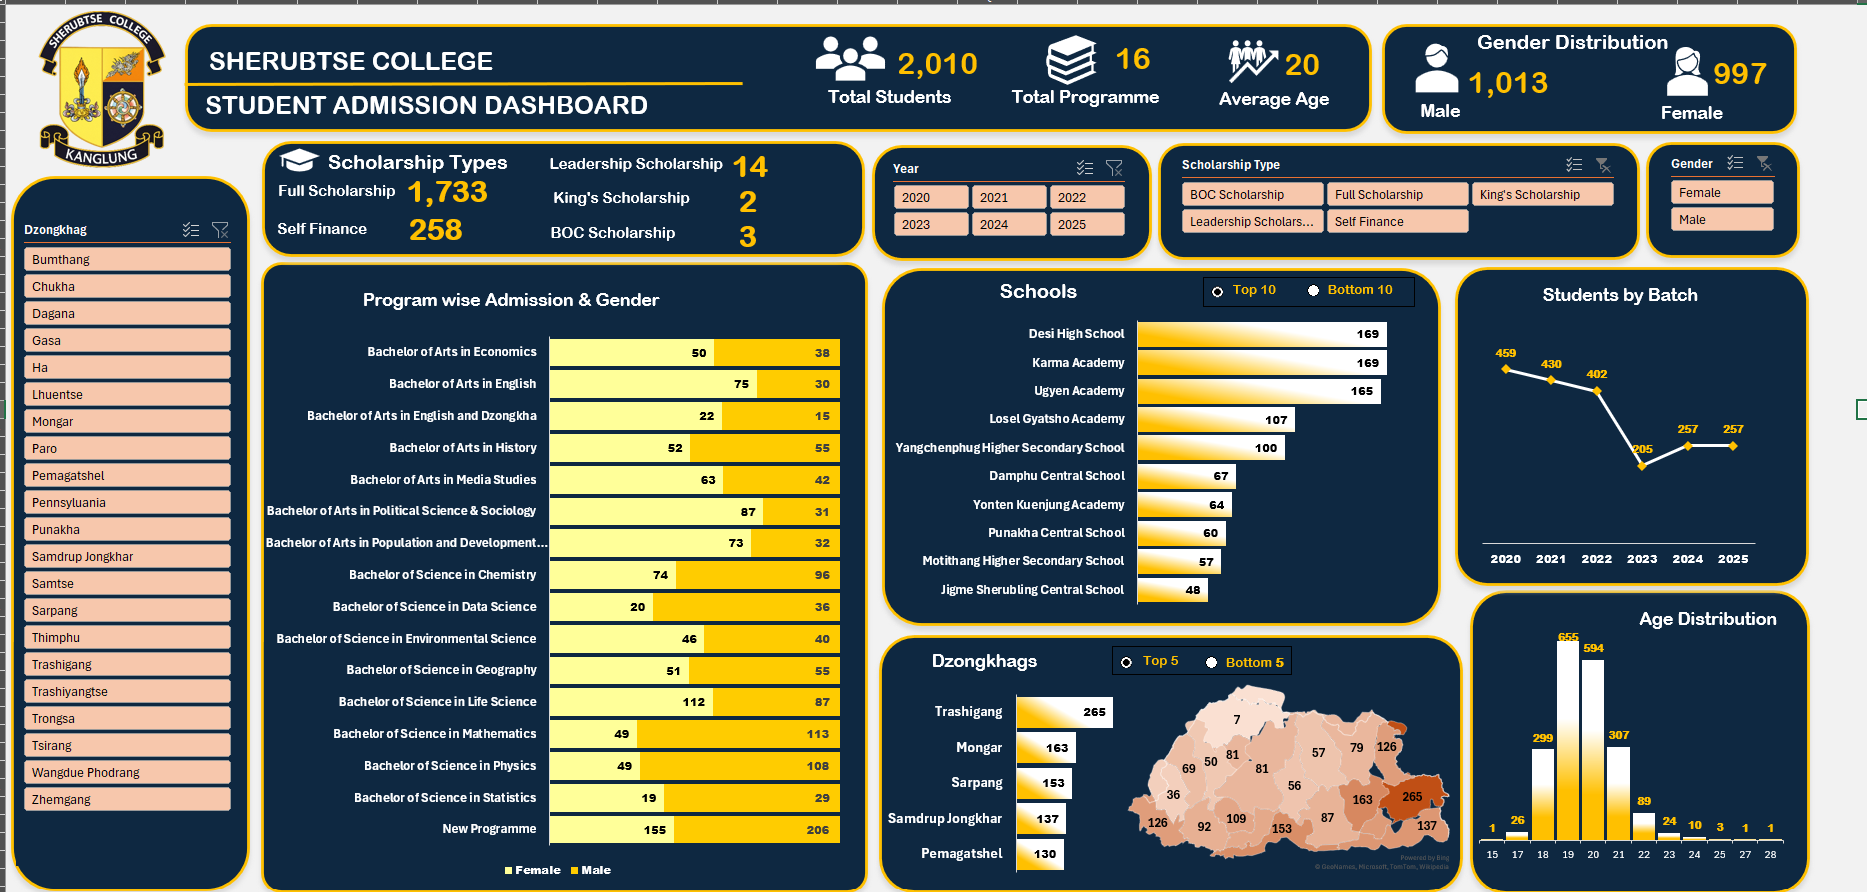 SHERUBTSE COLLEGE
KANGLUNG
SHERUBTSE COLLEGE
STUDENT ADMISSION DASHBOARD
2,010
Total Students
16
Total Programme
20
Average Age
Gender Distribution
1,013
Male
997
Female
Scholarship Types
Full Scholarship 1,733
Self Finance 258
Leadership Scholarship 14
King's Scholarship 2
BOC Scholarship 3
Year
2020 2021 2022
2023 2024 2025
Scholarship Type
BOC Scholarship Full Scholarship King's Scholarship
Leadership Scholars... Self Finance
Gender
Female
Male
Dzongkhag
Bumthang
Chukha
Dagana
Gasa
Ha
Lhuentse
Mongar
Paro
Pemagatshel
Pennsyluania
Punakha
Samdrup Jongkhar
Samtse
Sarpang
Thimphu
Trashigang
Trashiyangtse
Trongsa
Tsirang
Wangdue Phodrang
Zhemgang
Program wise Admission & Gender
Bachelor of Arts in Economics 50 38
Bachelor of Arts in English 75 30
Bachelor of Arts in English and Dzongkha 22 15
Bachelor of Arts in History 52 55
Bachelor of Arts in Media Studies 63 42
Bachelor of Arts in Political Science & Sociology 87 31
Bachelor of Arts in Population and Development... 73 32
Bachelor of Science in Chemistry 74 96
Bachelor of Science in Data Science 20 36
Bachelor of Science in Environmental Science 46 40
Bachelor of Science in Geography 51 55
Bachelor of Science in Life Science 112 87
Bachelor of Science in Mathematics 49 113
Bachelor of Science in Physics 49 108
Bachelor of Science in Statistics 19 29
New Programme 155 206
Female Male
Schools
Top 10 Bottom 10
Desi High School 169
Karma Academy 169
Ugyen Academy 165
Losel Gyatsho Academy 107
Yangchenphug Higher Secondary School 100
Damphu Central School 67
Yonten Kuenjung Academy 64
Punakha Central School 60
Motithang Higher Secondary School 57
Jigme Sherubling Central School 48
Students by Batch
459
430
402
205
257
257
2020 2021 2022 2023 2024 2025
Dzongkhags
Top 5 Bottom 5
Trashigang 265
Mongar 163
Sarpang 153
Samdrup Jongkhar 137
Pemagatshel 130
7
57 79 126
69 50 81 81
36 56 163 265
126 92 109 153 87 137
Powered by Bing
© GeoNames, Microsoft, TomTom, Wikipedia
Age Distribution
1 26 299 655 594 307 89 24 10 3 1 1
15 17 18 19 20 21 22 23 24 25 27 28